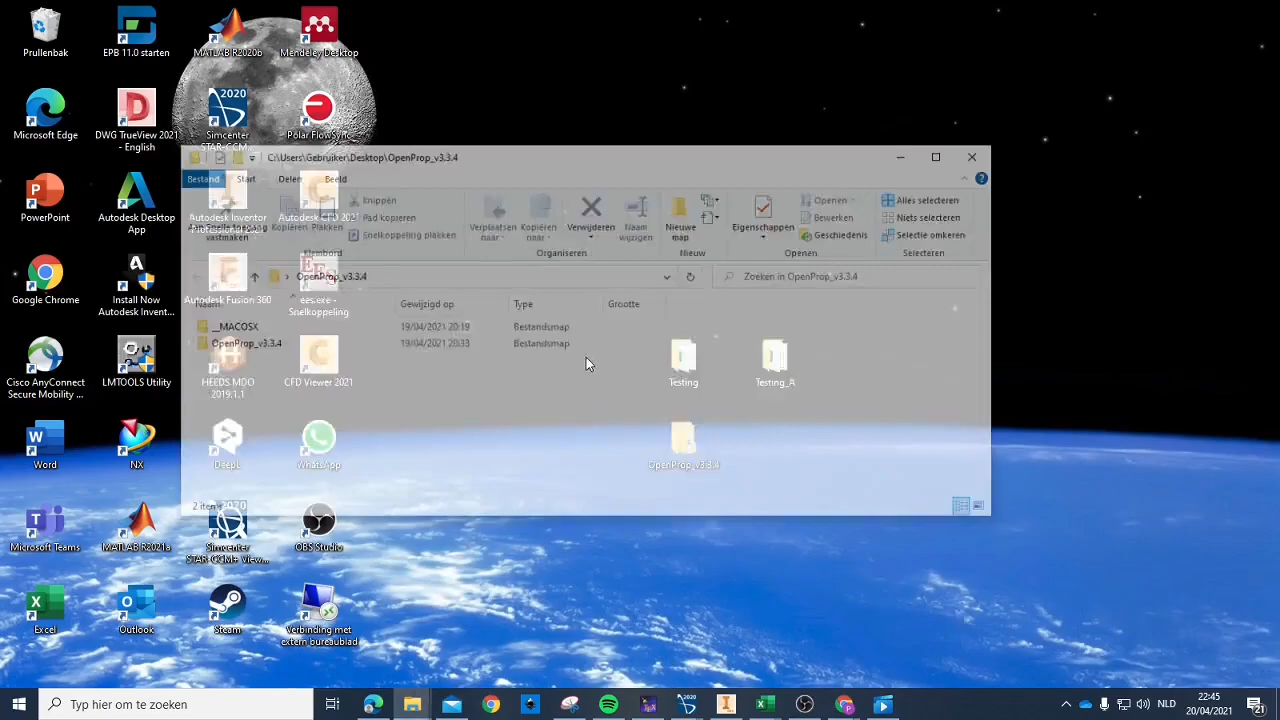 Prullenbak
EPB 11.0 starten
MATLAB R2020b
Mendeley Desktop
Microsoft Edge
DWG TrueView 2021
- English
2020
Simcenter
STAR-CCM...
Polar FlowSync
C:\Users\Gebruiker\Desktop\OpenProp_v3.3.4
Bestand
Start
Delen
Beeld
PowerPoint
Autodesk Desktop
App
Autodesk Inventor
Professional 2021
Autodesk CFD 2021
vastmaken
Kopiëren
Plakken
Knippen
Pad kopiëren
Snelkoppeling plakken
Klembord
Verplaatsen
naar
Kopiëren
naar
Verwijderen
Naam
wijzigen
Organiseren
Nieuwe
map
Nieuw
Eigenschappen
Openen
Bewerken
Geschiedenis
Openen
Alles selecteren
Niets selecteren
Selectie omkeren
Selecteren
OpenProp_v3.3.4
Zoeken in OpenProp_v3.3.4
Google Chrome
Install Now
Autodesk Invent...
Autodesk Fusion 360
ees.exe -
Snelkoppeling
Naam
Gewijzigd op
Type
Grootte
__MACOSX
19/04/2021 20:19
Bestandsmap
OpenProp_v3.3.4
19/04/2021 20:33
Bestandsmap
Cisco AnyConnect
Secure Mobility ...
LMTOOLS Utility
HEEDS MDO
2019.1.1
CFD Viewer 2021
Testing
Testing_A
Word
NX
DeepL
WhatsApp
OpenProp_v3.3.4
2 items
2020
Microsoft Teams
MATLAB R2021a
Simcenter
STAR-CCM+ View...
OBS Studio
Excel
Outlook
Steam
Verbinding met
extern bureaublad
Typ hier om te zoeken
2020
NLD
22:45
20/04/2021
21